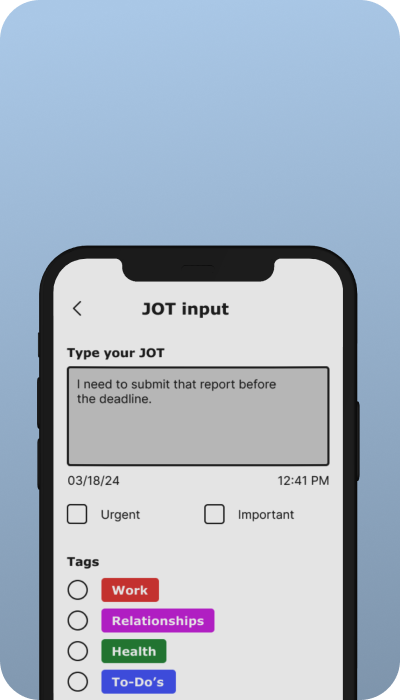 JOT input
Type your JOT
I need to submit that report before
the deadline.
03/18/24 12:41 PM
Urgent Important
Tags
Work
Relationships
Health
To-Do’s